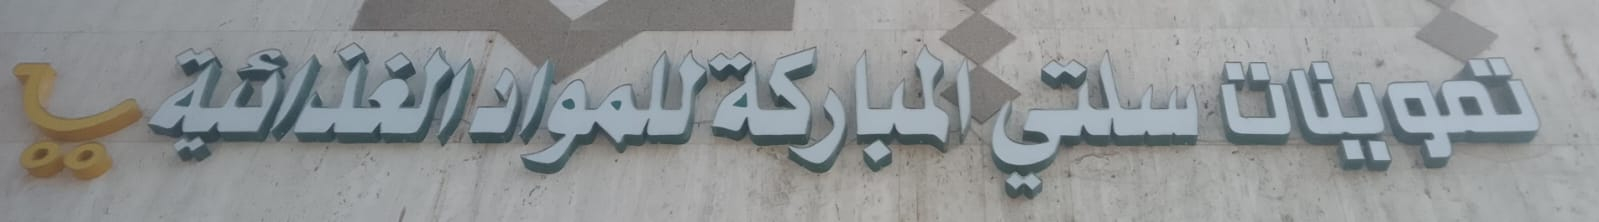 تموينات سلتي المباركة للمواد الغذائية